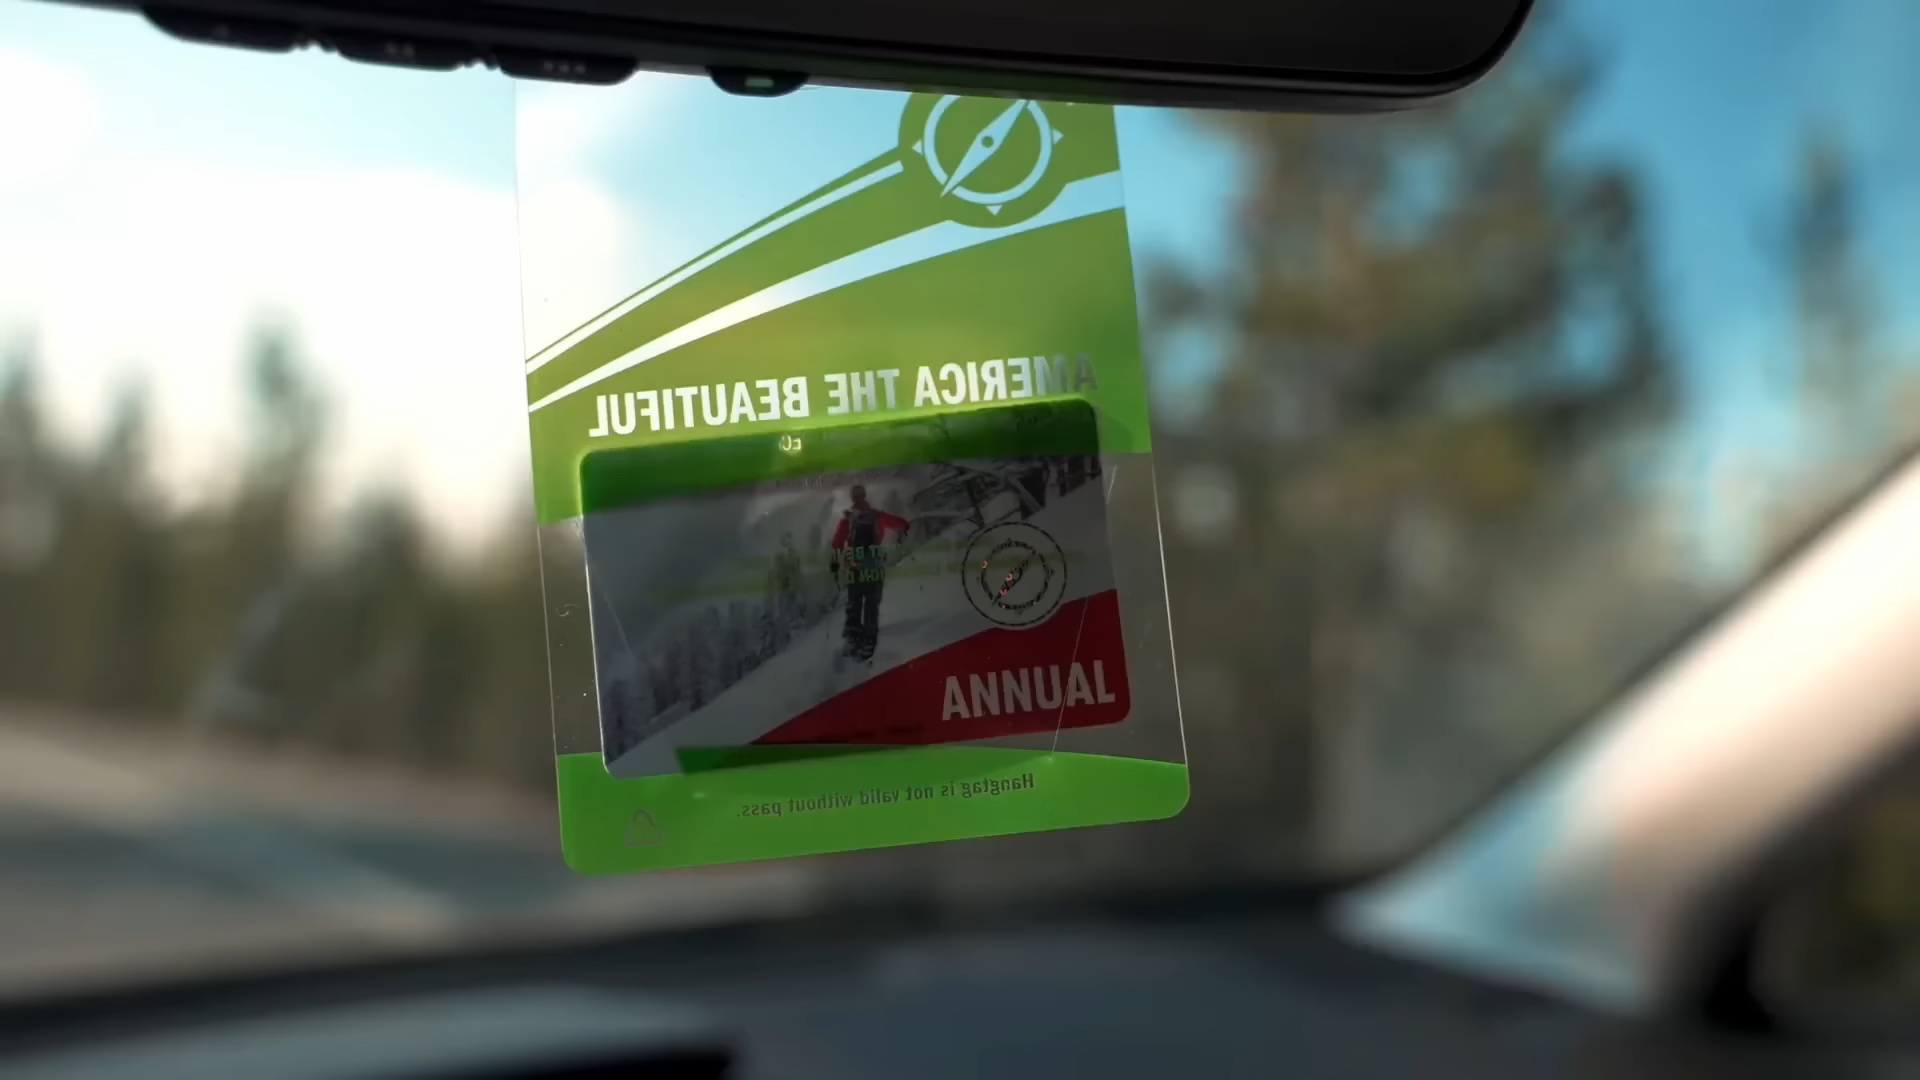 AMERICA THE BEAUTIFUL
ANNUAL
Hangtag is not valid without pass.